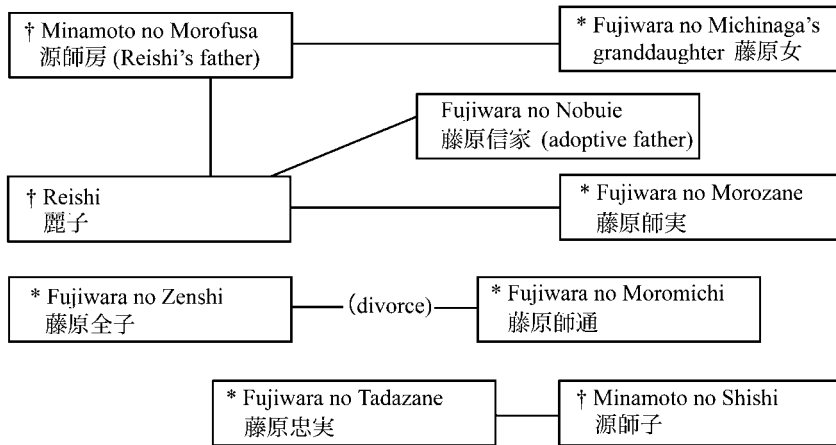 † Minamoto no Morofusa
源師房 (Reishi's father)
* Fujiwara no Michinaga's
granddaughter 藤原女
Fujiwara no Nobuie
藤原信家 (adoptive father)
† Reishi
麗子
* Fujiwara no Morozane
藤原師実
* Fujiwara no Zenshi
藤原全子
(divorce)
* Fujiwara no Moromichi
藤原師通
* Fujiwara no Tadazane
藤原忠実
† Minamoto no Shishi
源師子